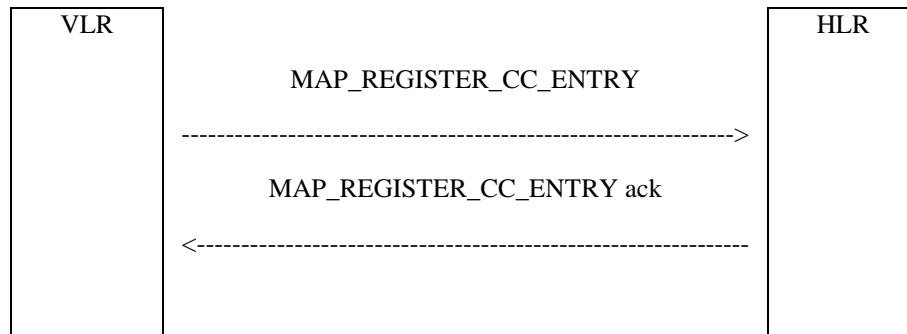 VLR HLR
MAP_REGISTER_CC_ENTRY
--------------------------------------------------------------->
MAP_REGISTER_CC_ENTRY ack
<---------------------------------------------------------------